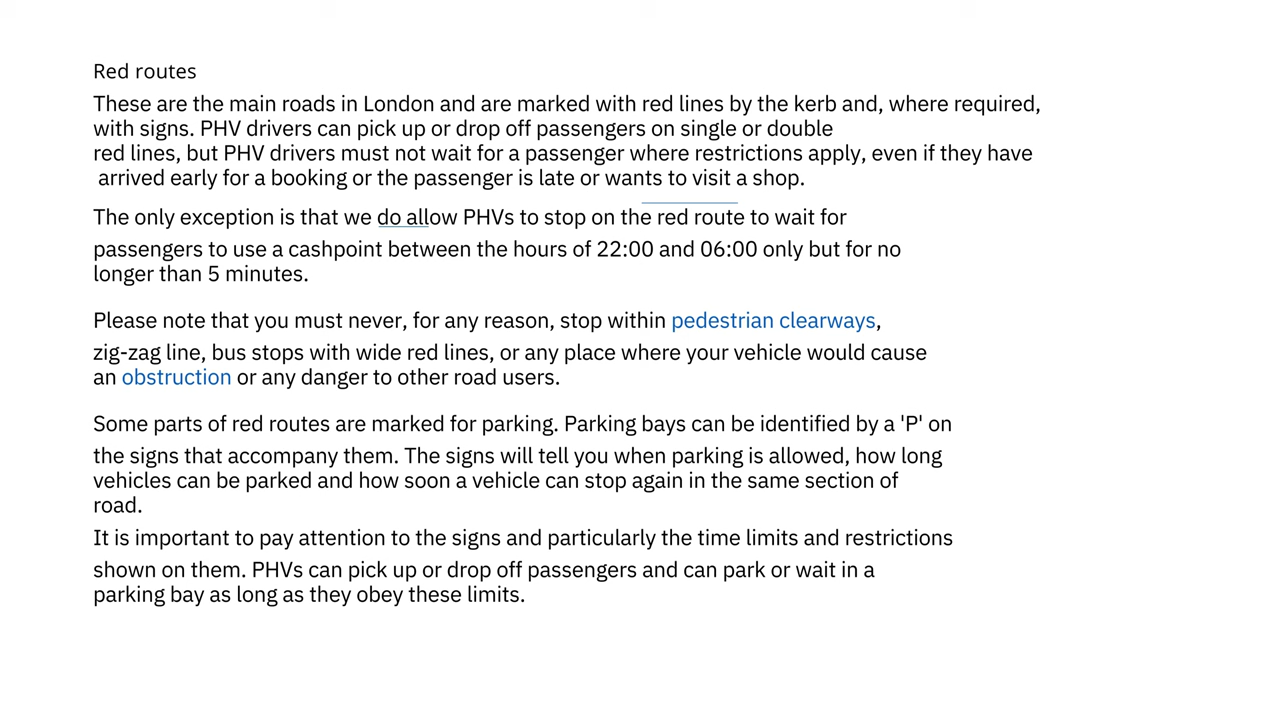 Red routes
These are the main roads in London and are marked with red lines by the kerb and, where required,
with signs. PHV drivers can pick up or drop off passengers on single or double
red lines, but PHV drivers must not wait for a passenger where restrictions apply, even if they have
arrived early for a booking or the passenger is late or wants to visit a shop.
The only exception is that we do allow PHVs to stop on the red route to wait for
passengers to use a cashpoint between the hours of 22:00 and 06:00 only but for no
longer than 5 minutes.
Please note that you must never, for any reason, stop within pedestrian clearways,
zig-zag line, bus stops with wide red lines, or any place where your vehicle would cause
an obstruction or any danger to other road users.
Some parts of red routes are marked for parking. Parking bays can be identified by a 'P' on
the signs that accompany them. The signs will tell you when parking is allowed, how long
vehicles can be parked and how soon a vehicle can stop again in the same section of
road.
It is important to pay attention to the signs and particularly the time limits and restrictions
shown on them. PHVs can pick up or drop off passengers and can park or wait in a
parking bay as long as they obey these limits.